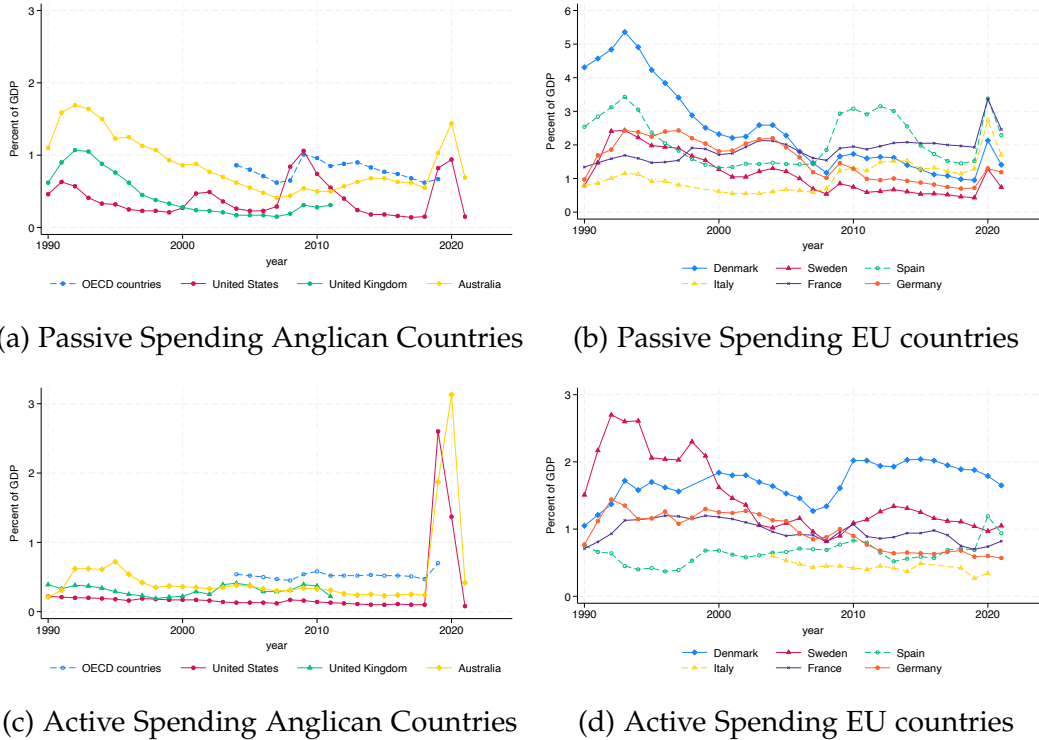 Percent of GDP
3
2
1
0
1990
2000
2010
2020
year
OECD countries
United States
United Kingdom
Australia
Percent of GDP
6
5
4
3
2
1
0
1990
2000
2010
2020
year
Denmark
Sweden
Spain
Italy
France
Germany
a) Passive Spending Anglican Countries
(b) Passive Spending EU countries
Percent of GDP
3
2
1
0
1990
2000
2010
2020
year
OECD countries
United States
United Kingdom
Australia
Percent of GDP
3
2
1
0
1990
2000
2010
2020
year
Denmark
Sweden
Spain
Italy
France
Germany
(c) Active Spending Anglican Countries
(d) Active Spending EU countries